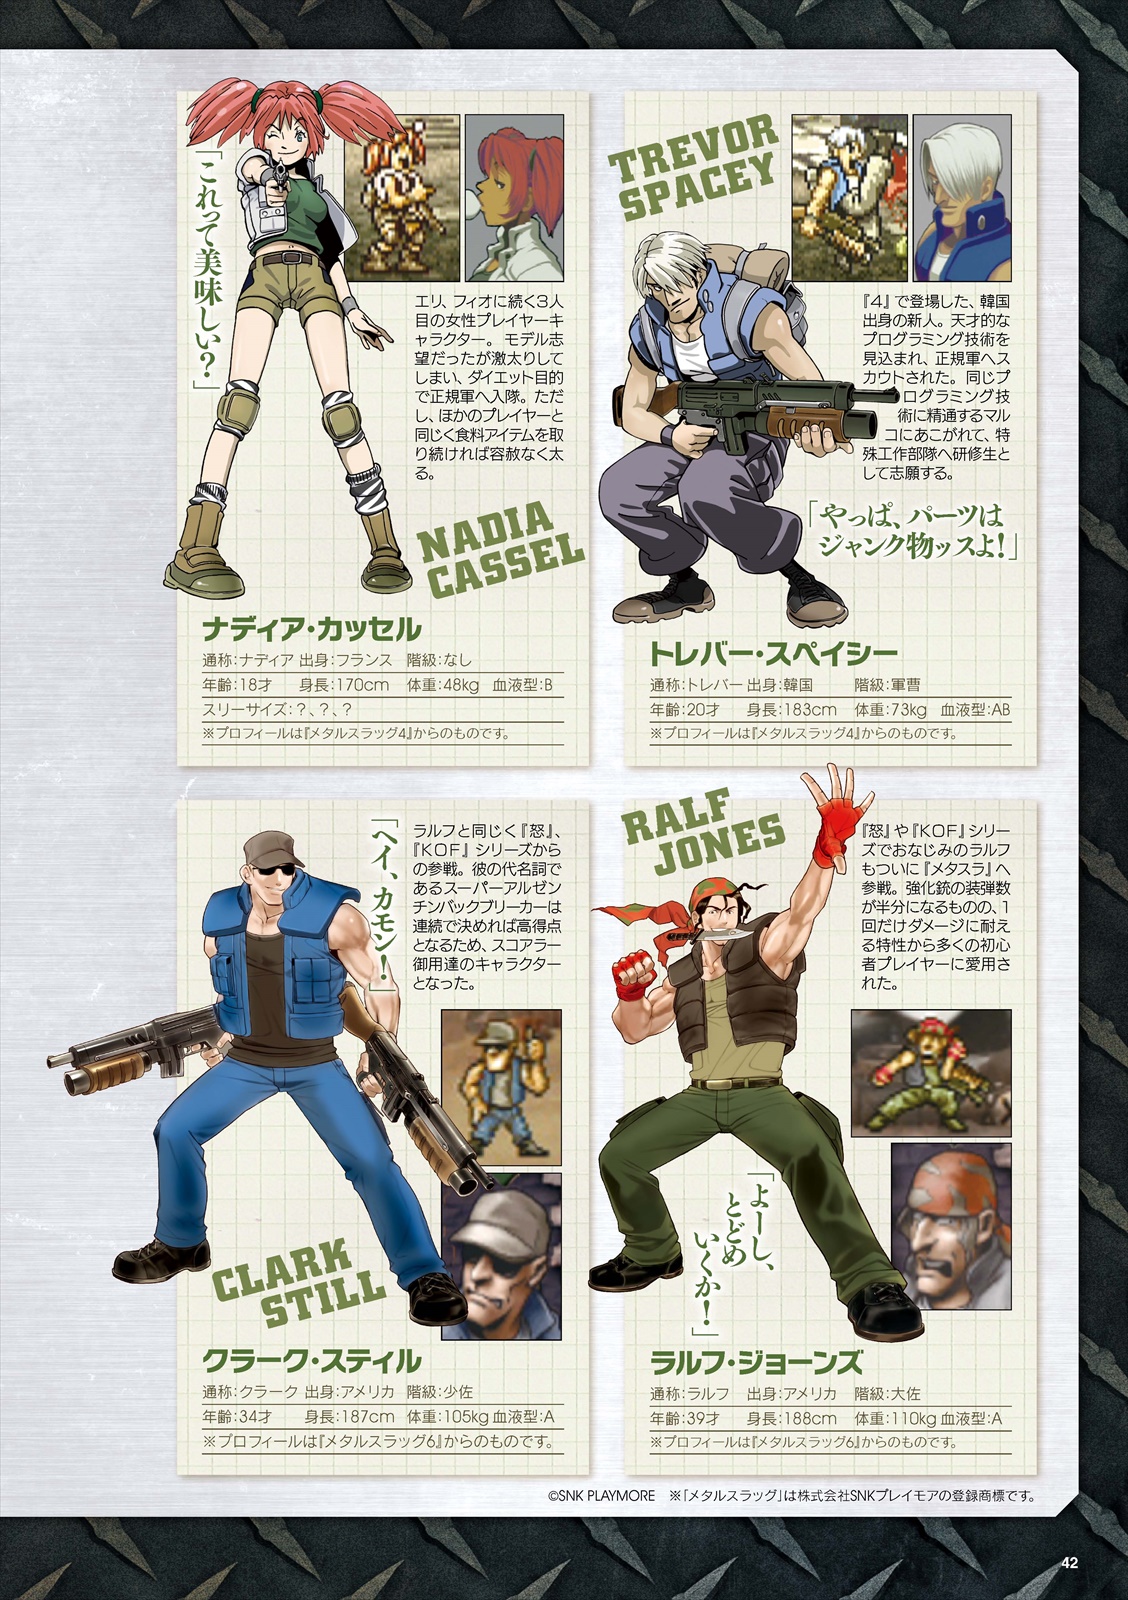 「これって美味しい?」
エリ、フィオに続く3人
目の女性プレイヤーキ
ャラクター。モデル志
望だったが激太りして
しまい、ダイエット目的
で正規軍へ入隊。ただ
し、ほかのプレイヤーと
同じく食料アイテムを取
り続ければ容赦なく太
る。
NADIA
CASSEL
ナディア・カッセル
通称:ナディア 出身:フランス 階級:なし
年齢:18才 身長:170cm 体重:48kg 血液型:B
スリーサイズ:?、?、?
※プロフィールは『メタルスラッグ4』からのものです。
TREVOR
SPACEY
『4』で登場した、韓国
出身の新人。天才的な
プログラミング技術を
見込まれ、正規軍へス
カウトされた。同じプ
ログラミング技
術に精通するマル
コにあこがれて、特
殊工作部隊へ研修生と
して志願する。
「やっぱ、パーツは
ジャンク物ッスよ!」
トレバー・スペイシー
通称:トレバー 出身:韓国 階級:軍曹
年齢:20才 身長:183cm 体重:73kg 血液型:AB
※プロフィールは『メタルスラッグ4』からのものです。
「ヘイ、カモン!」
ラルフと同じく『怒』、
『KOF』シリーズから
の参戦。彼の代名詞で
あるスーパーアルゼン
チンバックブリーカーは
連続で決めれば高得点
となるため、スコアラー
御用達のキャラクター
となった。
CLARK
STILL
クラーク・スティル
通称:クラーク 出身:アメリカ 階級:少佐
年齢:34才 身長:187cm 体重:105kg 血液型:A
※プロフィールは『メタルスラッグ6』からのものです。
RALF
JONES
『怒』や『KOF』シリー
ズでおなじみのラルフ
もついに『メタスラ』へ
参戦。強化銃の装弾数
が半分になるものの、1
回だけダメージに耐え
る特性から多くの初心
者プレイヤーに愛用さ
れた。
「よーし、
とどめ
いくか!」
ラルフ・ジョーンズ
通称:ラルフ 出身:アメリカ 階級:大佐
年齢:39才 身長:188cm 体重:110kg 血液型:A
※プロフィールは『メタルスラッグ6』からのものです。
©SNK PLAYMORE ※「メタルスラッグ」は株式会社SNKプレイモアの登録商標です。
42